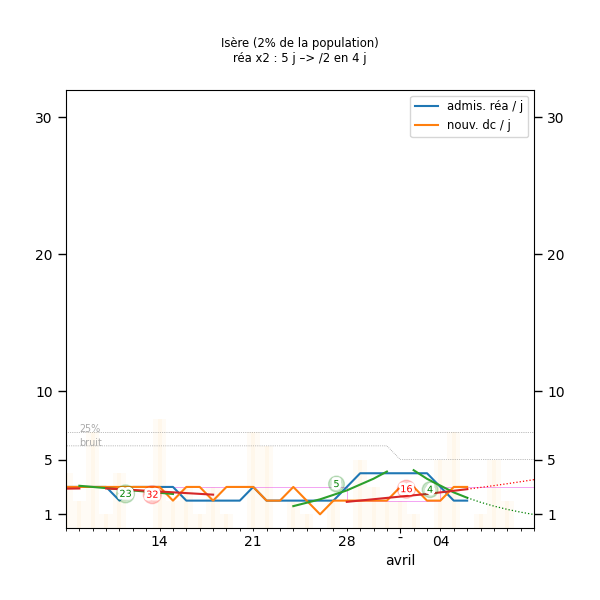 Isère (2% de la population)
réa x2 : 5 j –> /2 en 4 j
admis. réa / j
nouv. dc / j
30 30
20 20
10 10
25%
bruit
5 5
5
23 32 16 4
1 1
14 21 28 - 04
avril